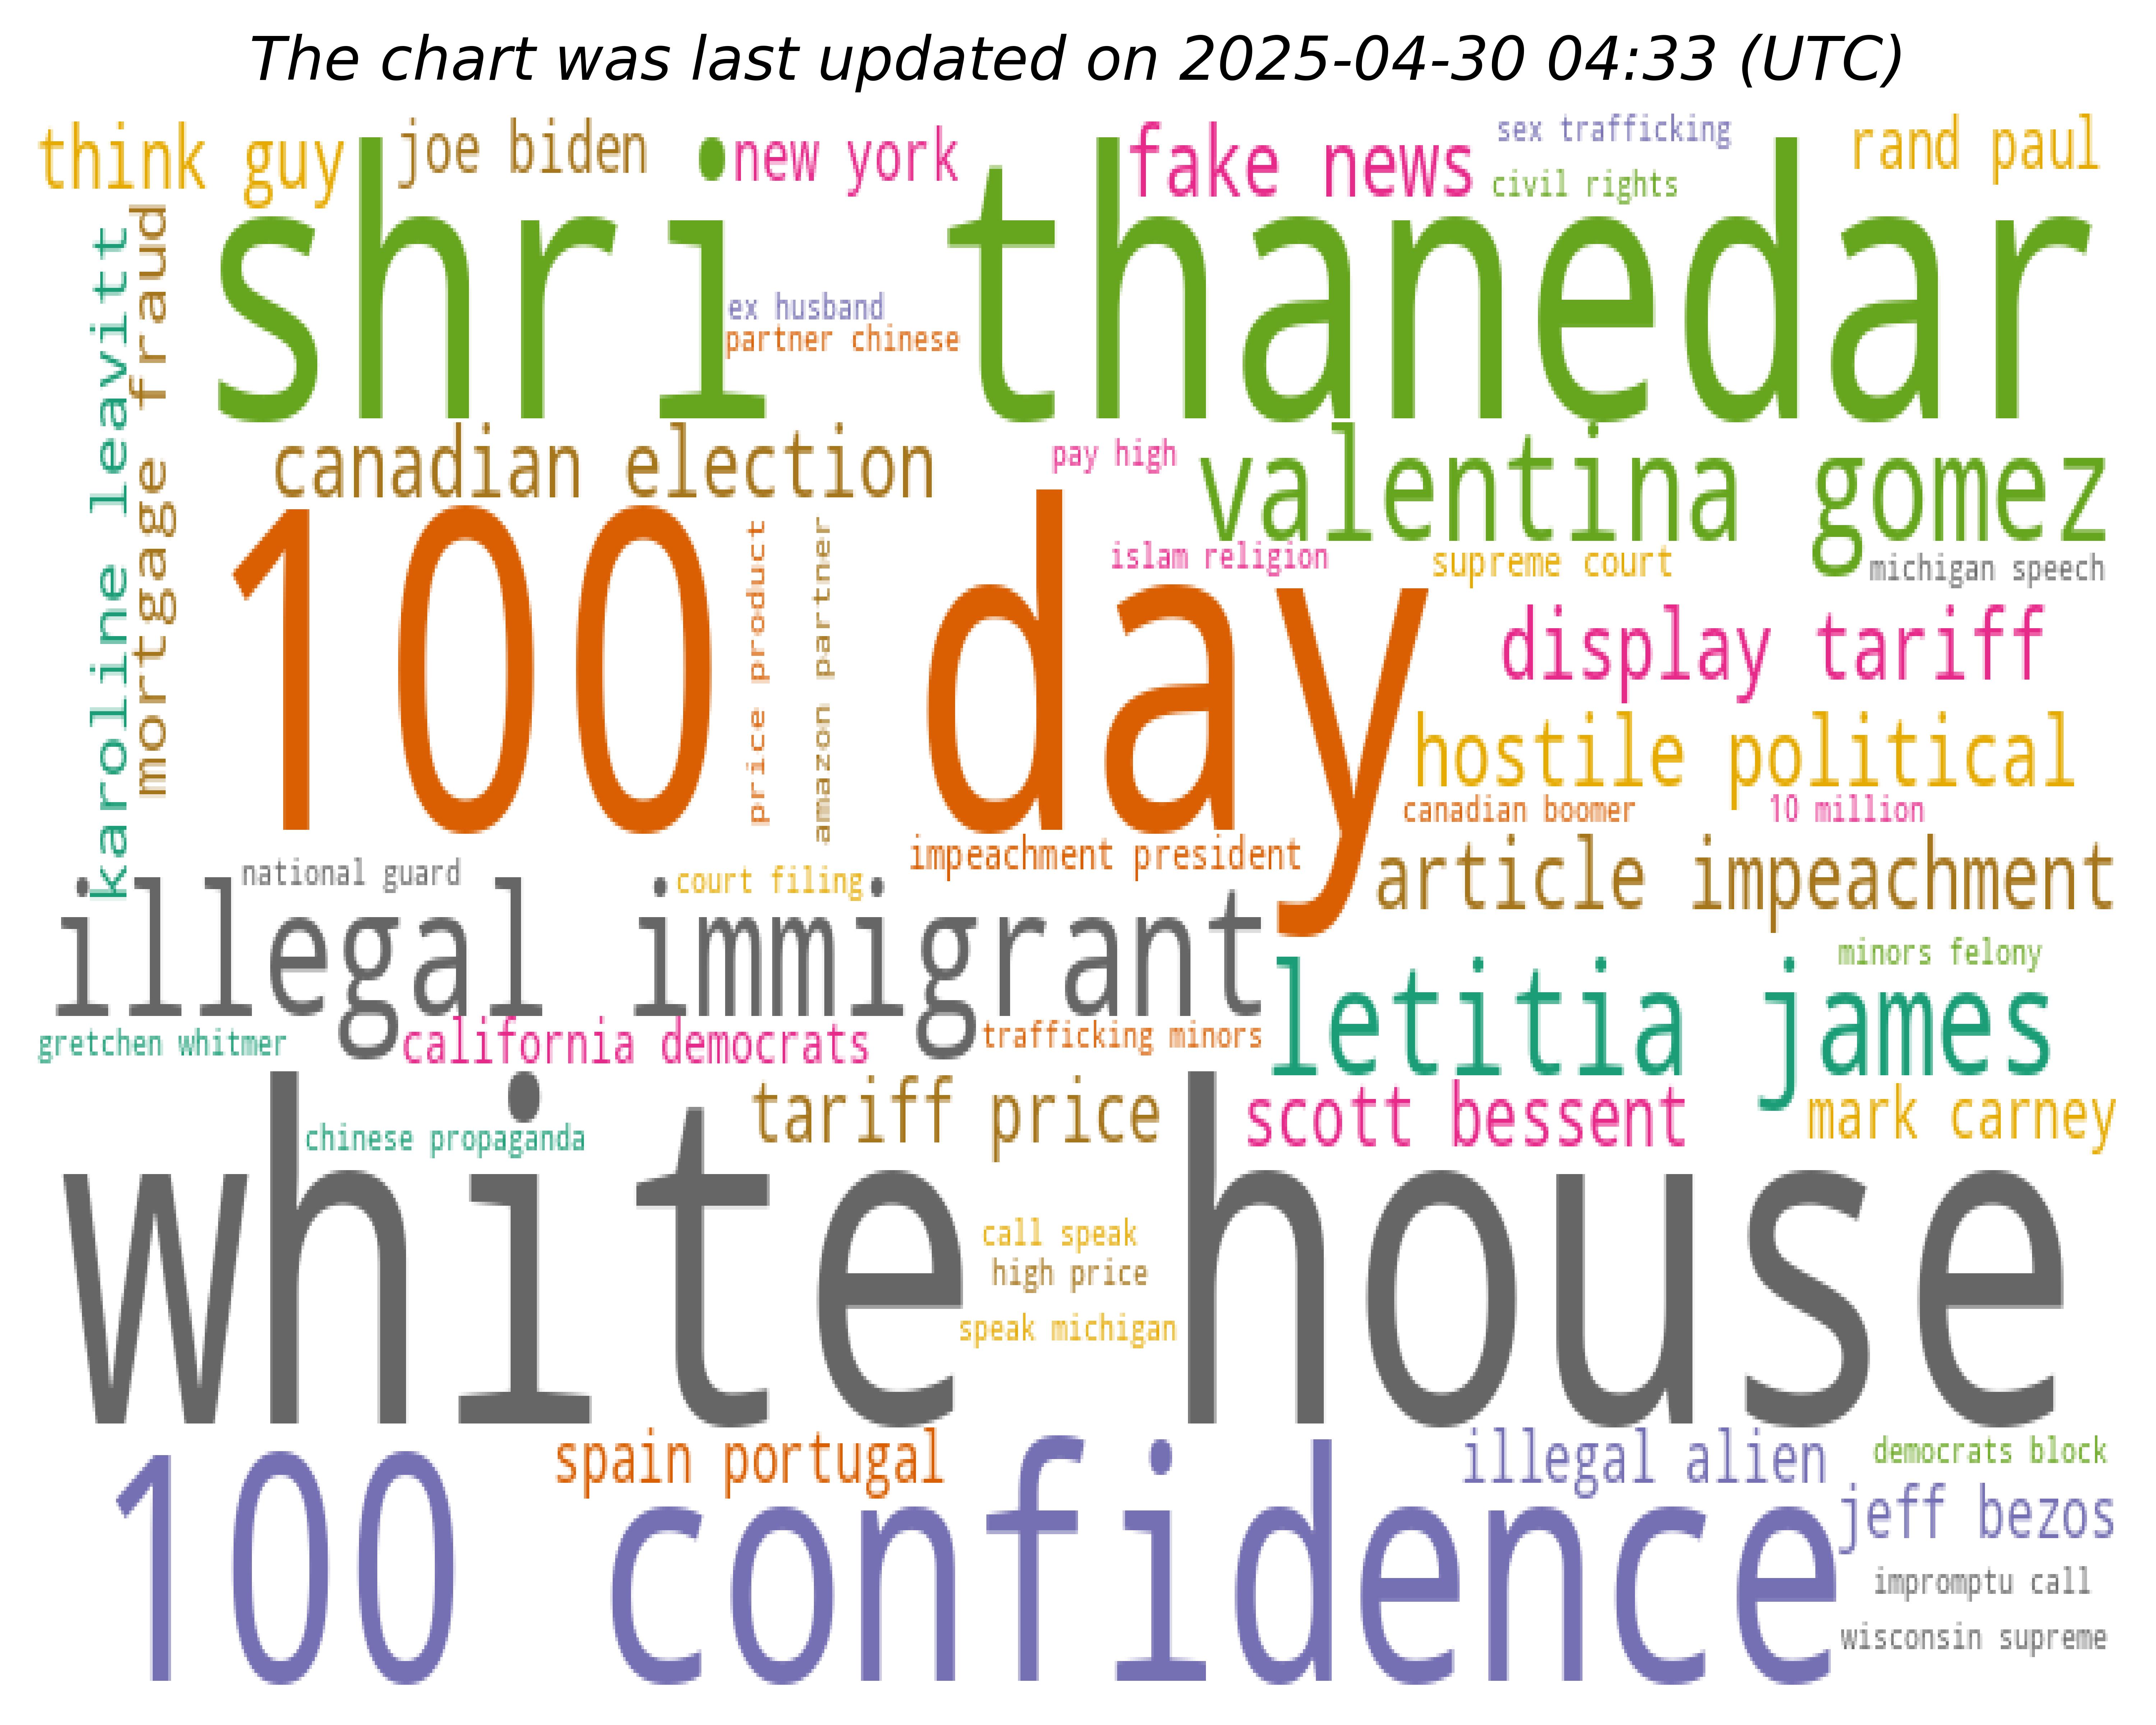 The chart was last updated on 2025-04-30 04:33 (UTC)
think guy
joe biden
new york
fake news
sex trafficking
civil rights
rand paul
shri thanedar
karoline leavitt
mortgage fraud
ex husband
partner chinese
canadian election
pay high
valentina gomez
100 day
price product
amazon partner
islam religion
supreme court
michigan speech
display tariff
hostile political
canadian boomer
10 million
impeachment president
article impeachment
national guard
court filing
illegal immigrant
minors felony
letitia james
gretchen whitmer
california democrats
trafficking minors
tariff price
scott bessent
mark carney
chinese propaganda
white house
call speak
high price
speak michigan
spain portugal
illegal alien
democrats block
100 confidence
jeff bezos
impromptu call
wisconsin supreme